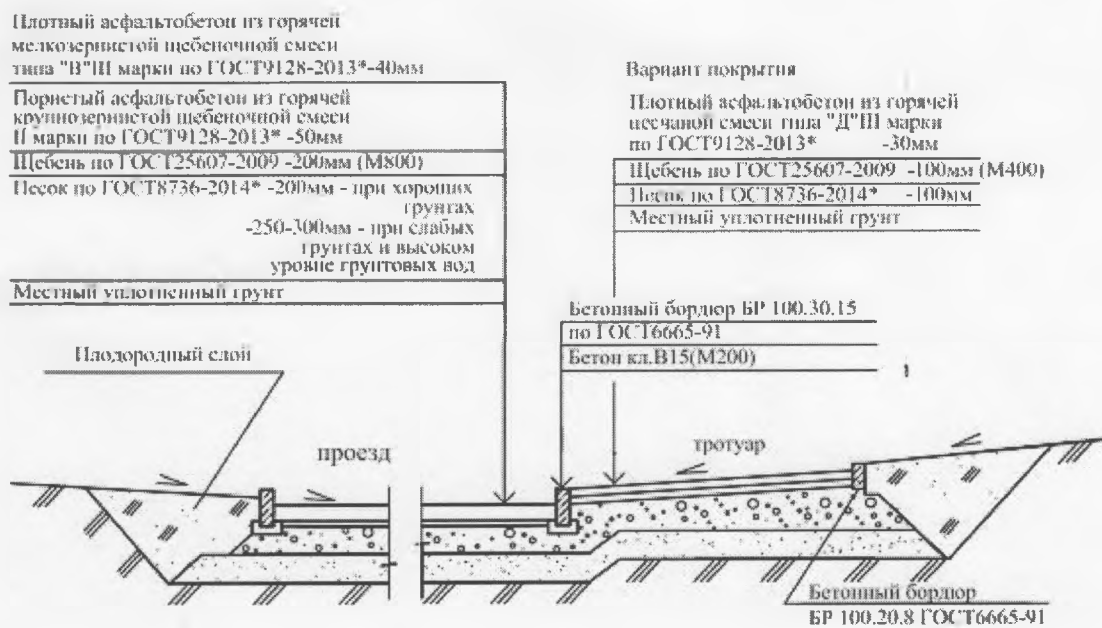 Плотный асфальтобетон из горячей
мелкозернистой щебеночной смеси
типа "В"III марки по ГОСТ9128-2013*-40мм
Пористый асфальтобетон из горячей
крупнозернистой щебеночной смеси
II марки по ГОСТ9128-2013* -50мм
Щебень по ГОСТ25607-2009 -200мм (М800)
Песок по ГОСТ8736-2014* -200мм - при хороших
грунтах
-250-300мм - при слабых
грунтах и высоком
уровне грунтовых вод
Местный уплотненный грунт
Плодородный слой
Вариант покрытия
Плотный асфальтобетон из горячей
песчаной смеси типа "Д"III марки
по ГОСТ9128-2013* -30мм
Щебень по ГОСТ25607-2009 -100мм (М400)
Песок по ГОСТ8736-2014* -100мм
Местный уплотненный грунт
Бетонный бордюр БР 100.30.15
по ГОСТ6665-91
Бетон кл.В15(М200)
1
проезд
тротуар
Бетонный бордюр
БР 100.20.8 ГОСТ6665-91